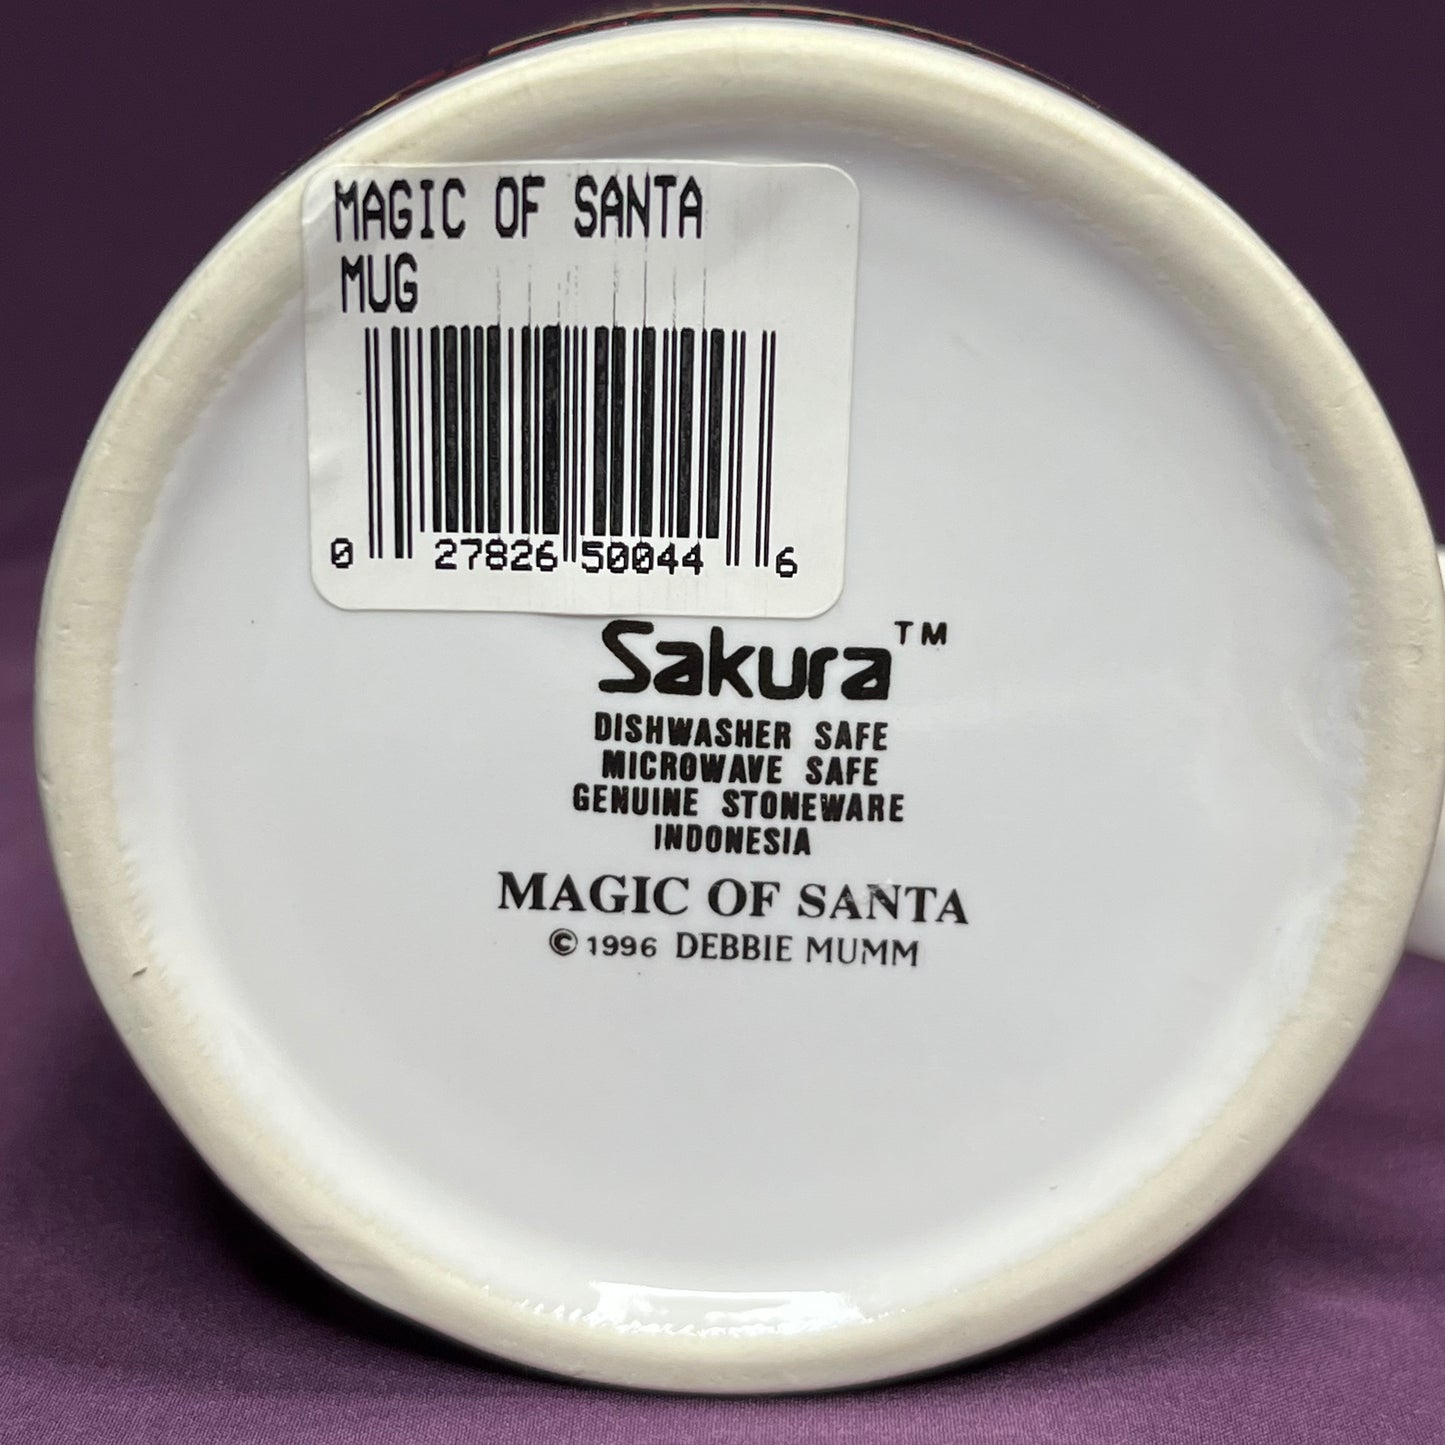 MAGIC OF SANTA
MUG
0 27826 50044 6
Sakura™
DISHWASHER SAFE
MICROWAVE SAFE
GENUINE STONEWARE
INDONESIA
MAGIC OF SANTA
© 1996 DEBBIE MUMM